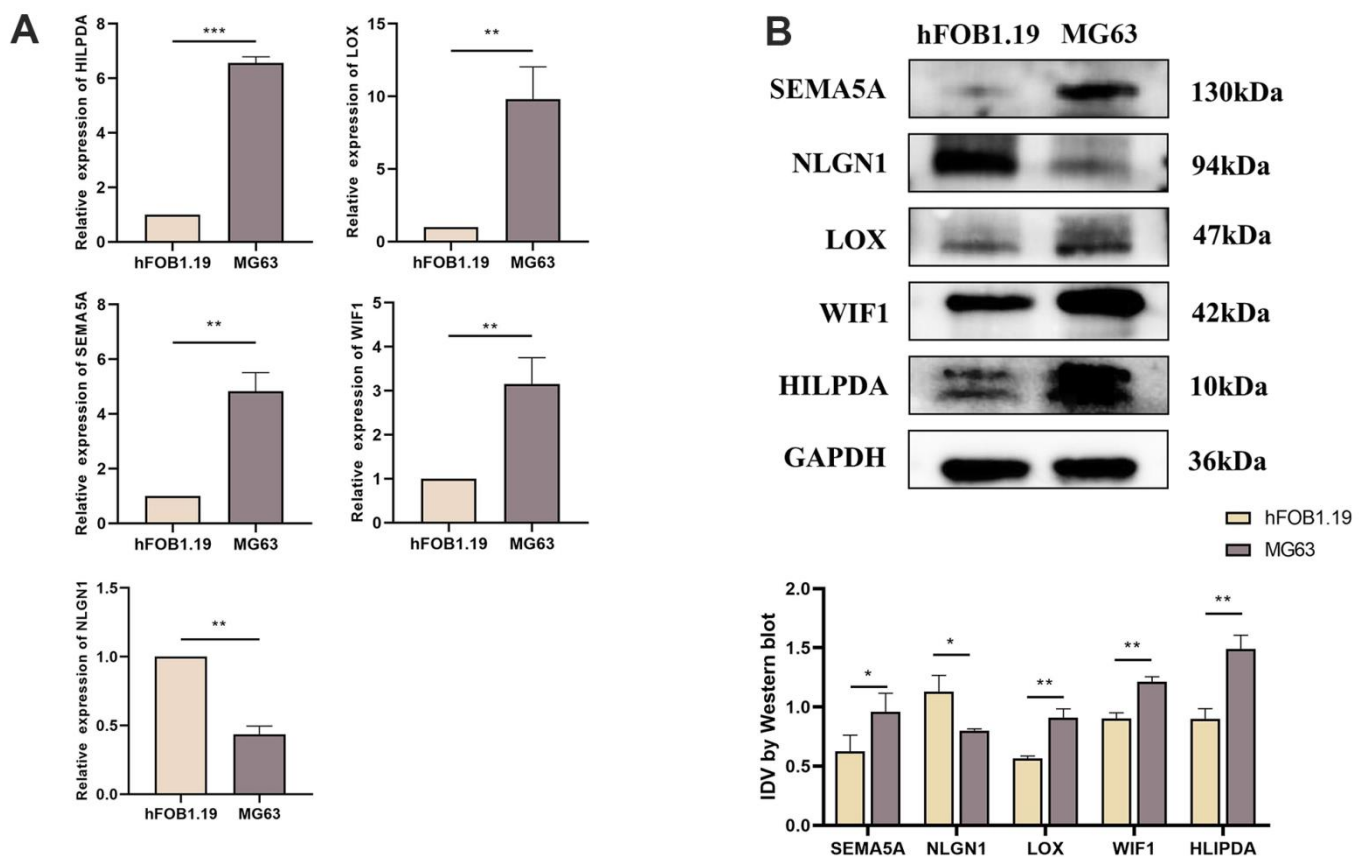 A
Relative expression of HILPDA
8
6
4
2
0
***
hFOB1.19 MG63
Relative expression of LOX
15
10
5
0
**
hFOB1.19 MG63
Relative expression of SEMA5A
8
6
4
2
0
**
hFOB1.19 MG63
Relative expression of WIF1
5
4
3
2
1
0
**
hFOB1.19 MG63
Relative expression of NLGN1
1.5
1.0
0.5
0.0
**
hFOB1.19 MG63
B
hFOB1.19 MG63
SEMA5A 130kDa
NLGN1 94kDa
LOX 47kDa
WIF1 42kDa
HILPDA 10kDa
GAPDH 36kDa
hFOB1.19
MG63
IDV by Western blot
2.0
1.5
1.0
0.5
0.0
* * ** ** **
SEMA5A NLGN1 LOX WIF1 HLIPDA